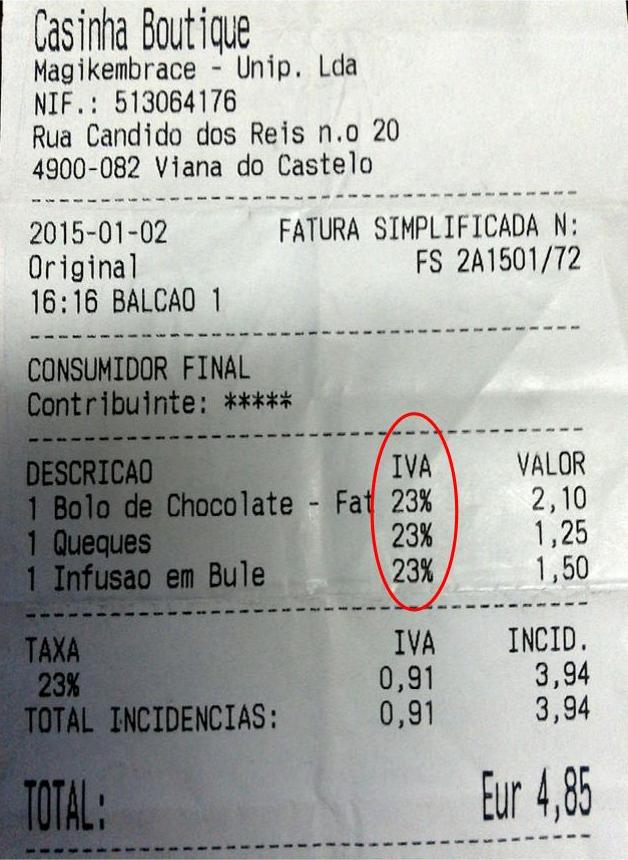 Casinha Boutique
Magikembrace - Unip. Lda
NIF.: 513064176
Rua Candido dos Reis n.o 20
4900-082 Viana do Castelo
2015-01-02 FATURA SIMPLIFICADA N:
Original FS 2A1501/72
16:16 BALCAO 1
CONSUMIDOR FINAL
Contribuinte: *****
DESCRICAO IVA VALOR
1 Bolo de Chocolate - Fat 23% 2,10
1 Queques 23% 1,25
1 Infusao em Bule 23% 1,50
TAXA IVA INCID.
23% 0,91 3,94
TOTAL INCIDENCIAS: 0,91 3,94
TOTAL: Eur 4,85